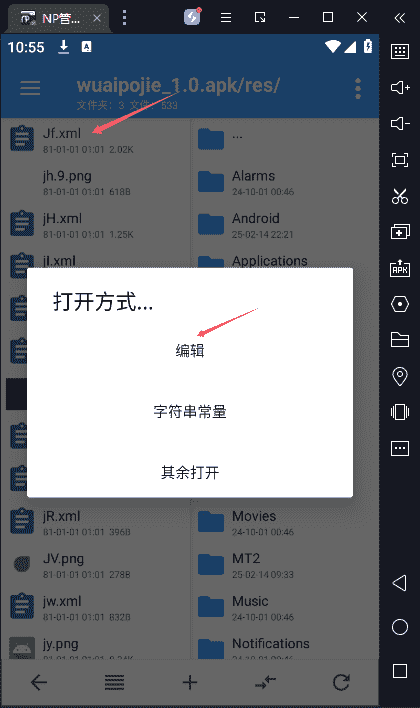 NP管...
10:55
wuaipojie_1.0.apk/res/
文件夹：3 文件：533
Jf.xml
81-01-01 01:01 2.02K
...
jh.9.png
81-01-01 01:01 618B
Alarms
24-10-01 00:46
jH.xml
81-01-01 01:01 1.25K
Android
25-02-14 22:21
jI.xml
Applications
打开方式...
编辑
字符串常量
其余打开
jR.xml
81-01-01 01:01 396B
Movies
24-10-01 00:46
JV.png
81-01-01 01:01 278B
MT2
25-02-14 09:33
jw.xml
81-01-01 01:01 832B
Music
24-10-01 00:46
jy.png
Notifications
24-10-01 00:46
APK